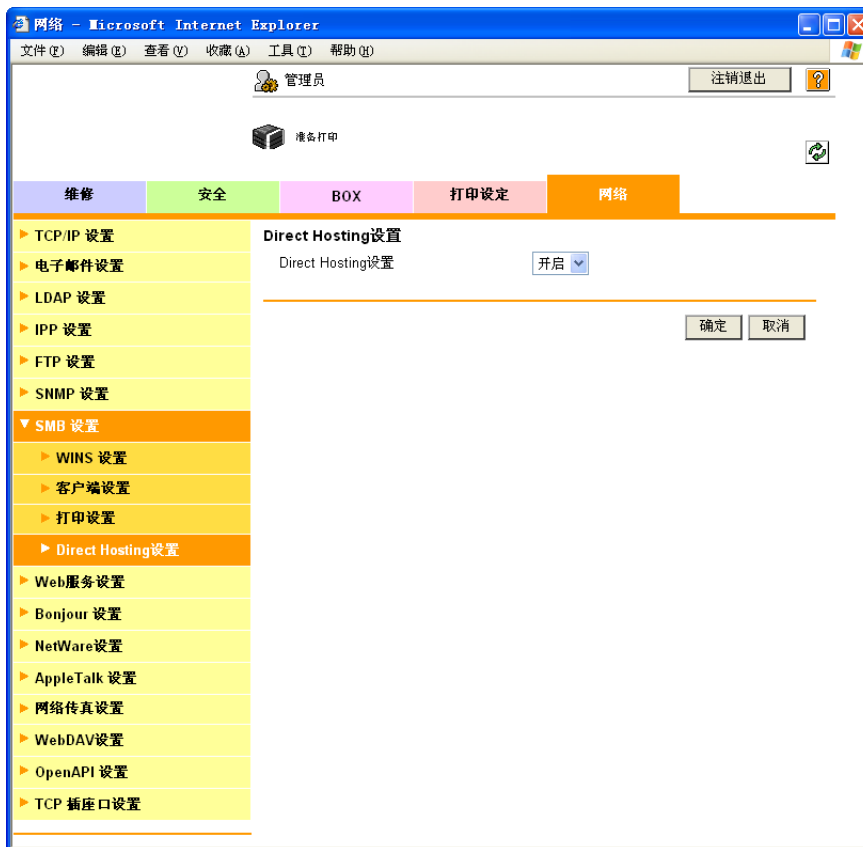 网络 - Microsoft Internet Explorer
文件(F) 编辑(E) 查看(V) 收藏(A) 工具(T) 帮助(H)
管理员
注销退出
?
准备打印
维修
安全
BOX
打印设定
网络
TCP/IP 设置
电子邮件设置
LDAP 设置
IPP 设置
FTP 设置
SNMP 设置
SMB 设置
WINS 设置
客户端设置
打印设置
Direct Hosting设置
Web服务设置
Bonjour 设置
NetWare设置
AppleTalk 设置
网络传真设置
WebDAV设置
OpenAPI 设置
TCP 插座口设置
Direct Hosting设置
Direct Hosting设置 开启
确定 取消